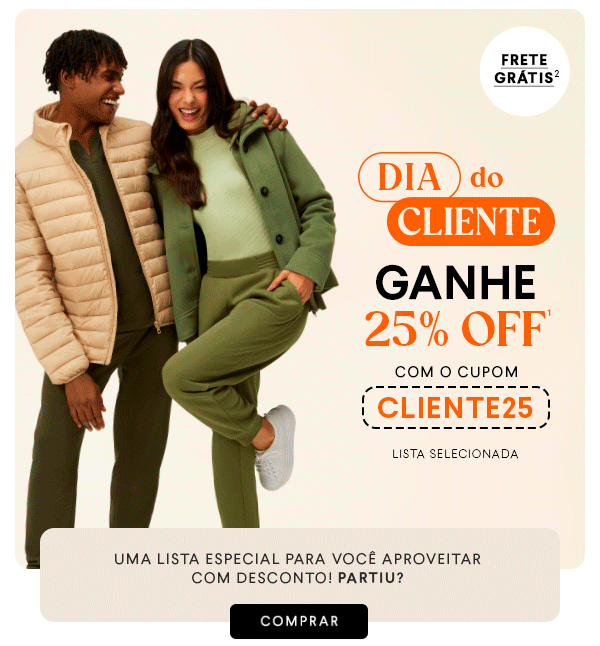 FRETE
GRÁTIS²
DIA do
CLIENTE
GANHE
25% OFF¹
COM O CUPOM
CLIENTE25
LISTA SELECIONADA
UMA LISTA ESPECIAL PARA VOCÊ APROVEITAR
COM DESCONTO! PARTIU?
COMPRAR